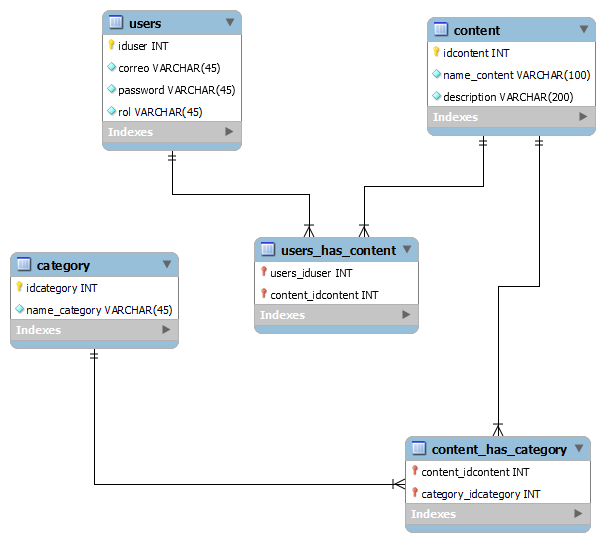 users
iduser INT
correo VARCHAR(45)
password VARCHAR(45)
rol VARCHAR(45)
Indexes
content
idcontent INT
name_content VARCHAR(100)
description VARCHAR(200)
Indexes
users_has_content
users_iduser INT
content_idcontent INT
Indexes
category
idcategory INT
name_category VARCHAR(45)
Indexes
content_has_category
content_idcontent INT
category_idcategory INT
Indexes